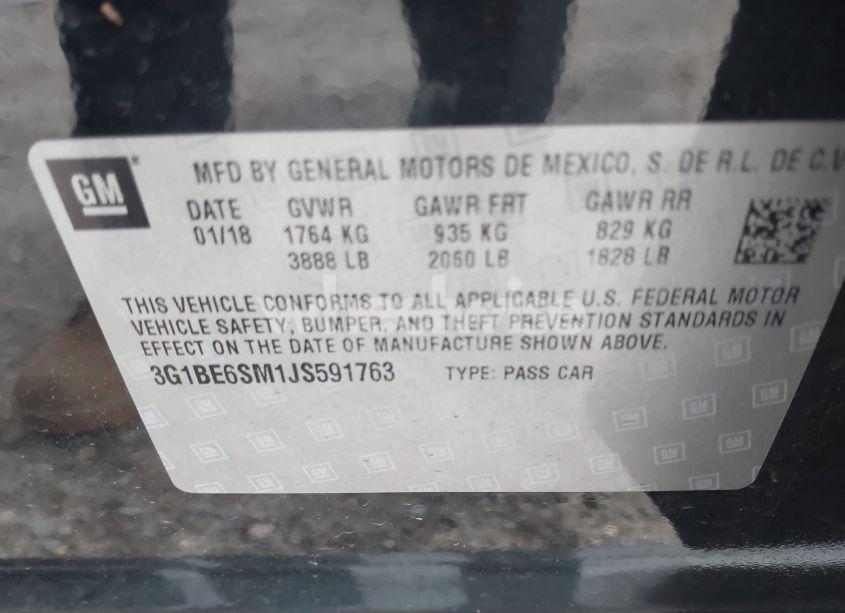 GM
MFD BY GENERAL MOTORS DE MEXICO, S. DE R.L. DE C.V
DATE GVWR GAWR FRT GAWR RR
01/18 1764 KG 935 KG 829 KG
3888 LB 2060 LB 1828 LB
THIS VEHICLE CONFORMS TO ALL APPLICABLE U.S. FEDERAL MOTOR
VEHICLE SAFETY, BUMPER, AND THEFT PREVENTION STANDARDS IN
EFFECT ON THE DATE OF MANUFACTURE SHOWN ABOVE.
3G1BE6SM1JS591763 TYPE: PASS CAR